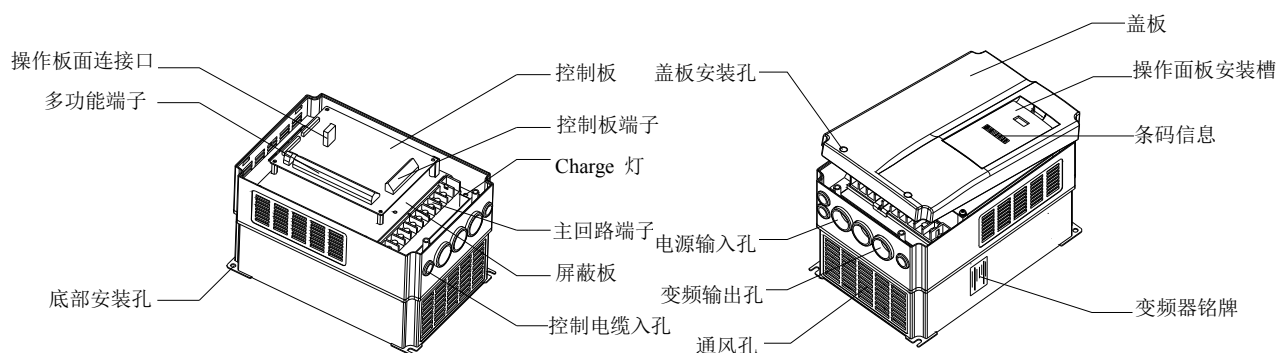 操作板面连接口
多功能端子
底部安装孔
控制板
控制板端子
Charge 灯
主回路端子
屏蔽板
控制电缆入孔
盖板安装孔
电源输入孔
变频输出孔
通风孔
盖板
操作面板安装槽
条码信息
变频器铭牌